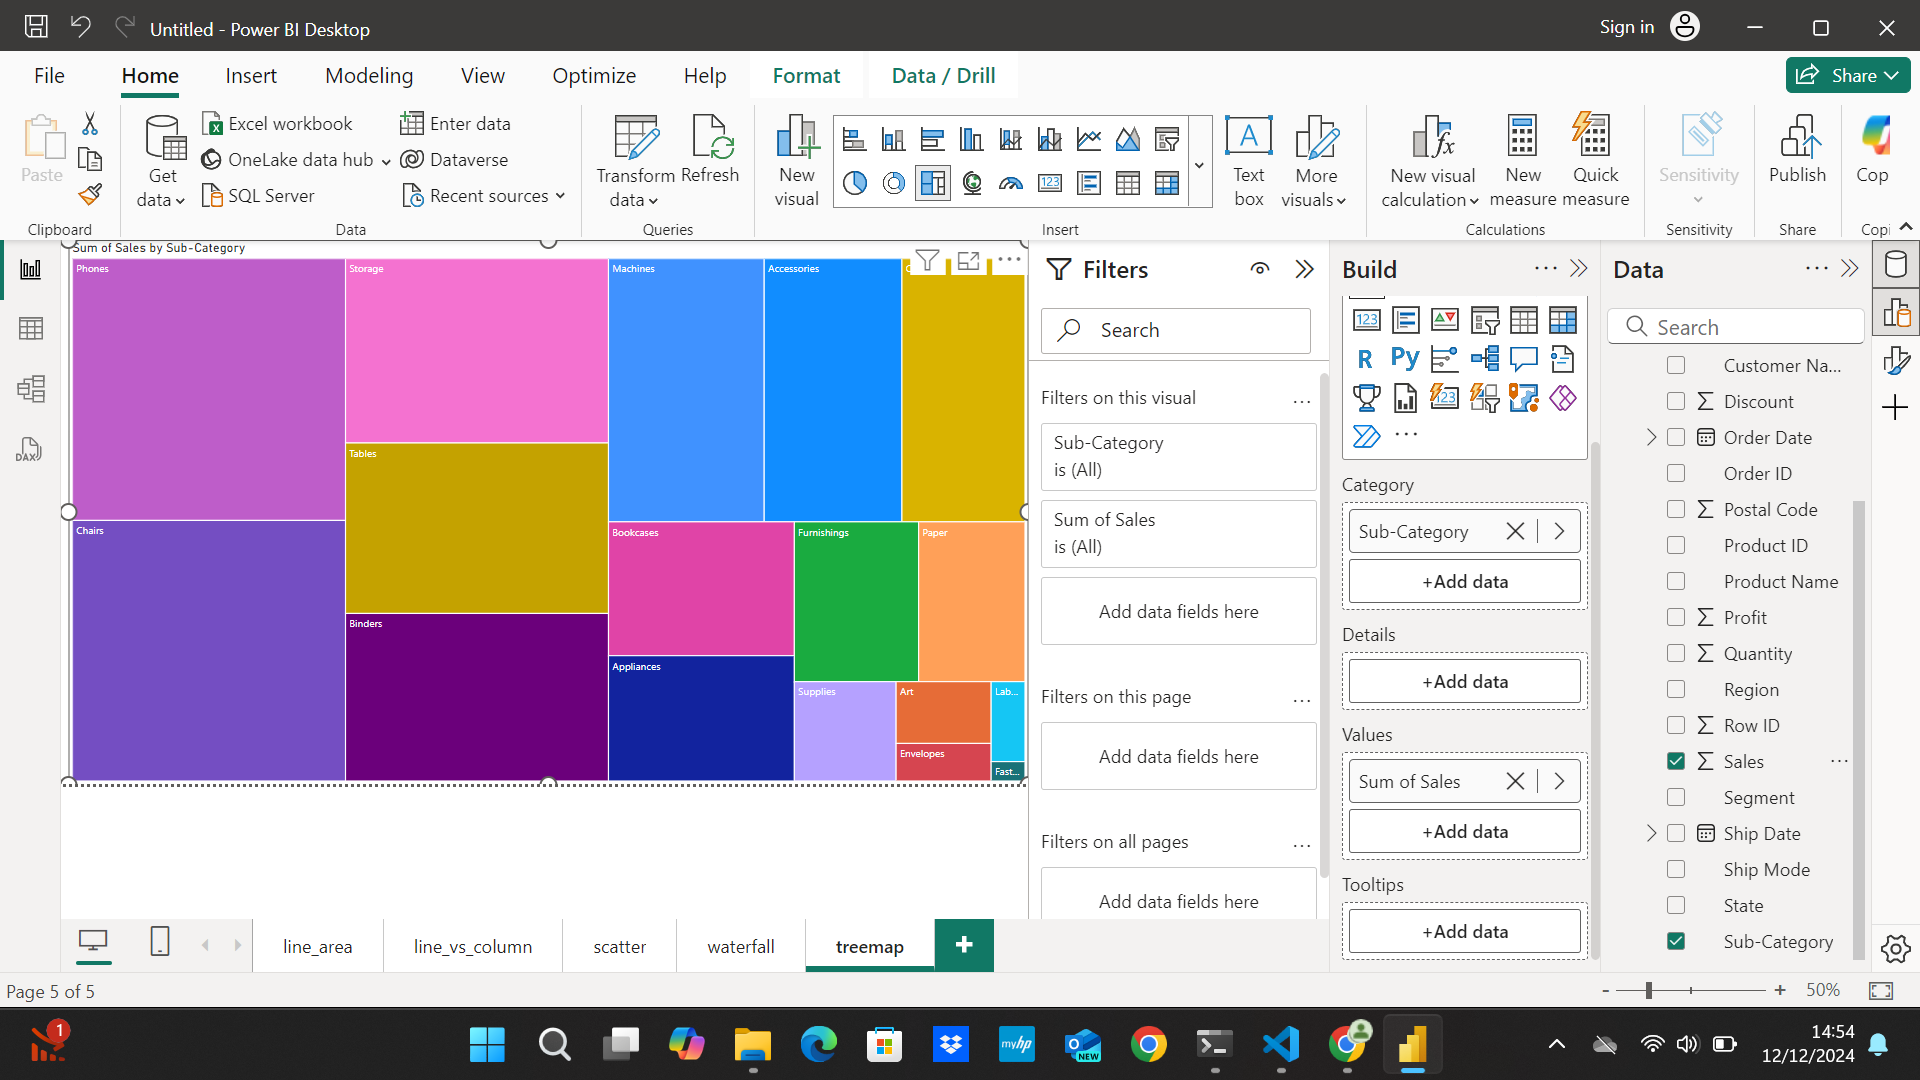 Untitled - Power BI Desktop
Sign in
File
Home
Insert
Modeling
View
Optimize
Help
Format
Data / Drill
Share
Paste
Clipboard
Get data
Excel workbook
OneLake data hub
SQL Server
Enter data
Dataverse
Recent sources
Data
Transform data
Refresh
Queries
New visual
123
A
Text box
More visuals
Insert
New visual calculation
New measure
Quick measure
Calculations
Sensitivity
Sensitivity
Publish
Share
Cop
Copi
DAX
Sum of Sales by Sub-Category
Phones
Storage
Machines
Accessories
C
Tables
Chairs
Binders
Bookcases
Furnishings
Paper
Appliances
Supplies
Art
Lab...
Envelopes
Fast...
Filters
Search
Filters on this visual
Sub-Category
is (All)
Sum of Sales
is (All)
Add data fields here
Filters on this page
Add data fields here
Filters on all pages
Add data fields here
Build
123
R
Py
123
Category
Sub-Category
+Add data
Details
+Add data
Values
Sum of Sales
+Add data
Tooltips
+Add data
Data
Search
Customer Na...
Discount
Order Date
Order ID
Postal Code
Product ID
Product Name
Profit
Quantity
Region
Row ID
Sales
Segment
Ship Date
Ship Mode
State
Sub-Category
line_area
line_vs_column
scatter
waterfall
treemap
Page 5 of 5
- + 50%
1
myhp
NEW
14:54
12/12/2024